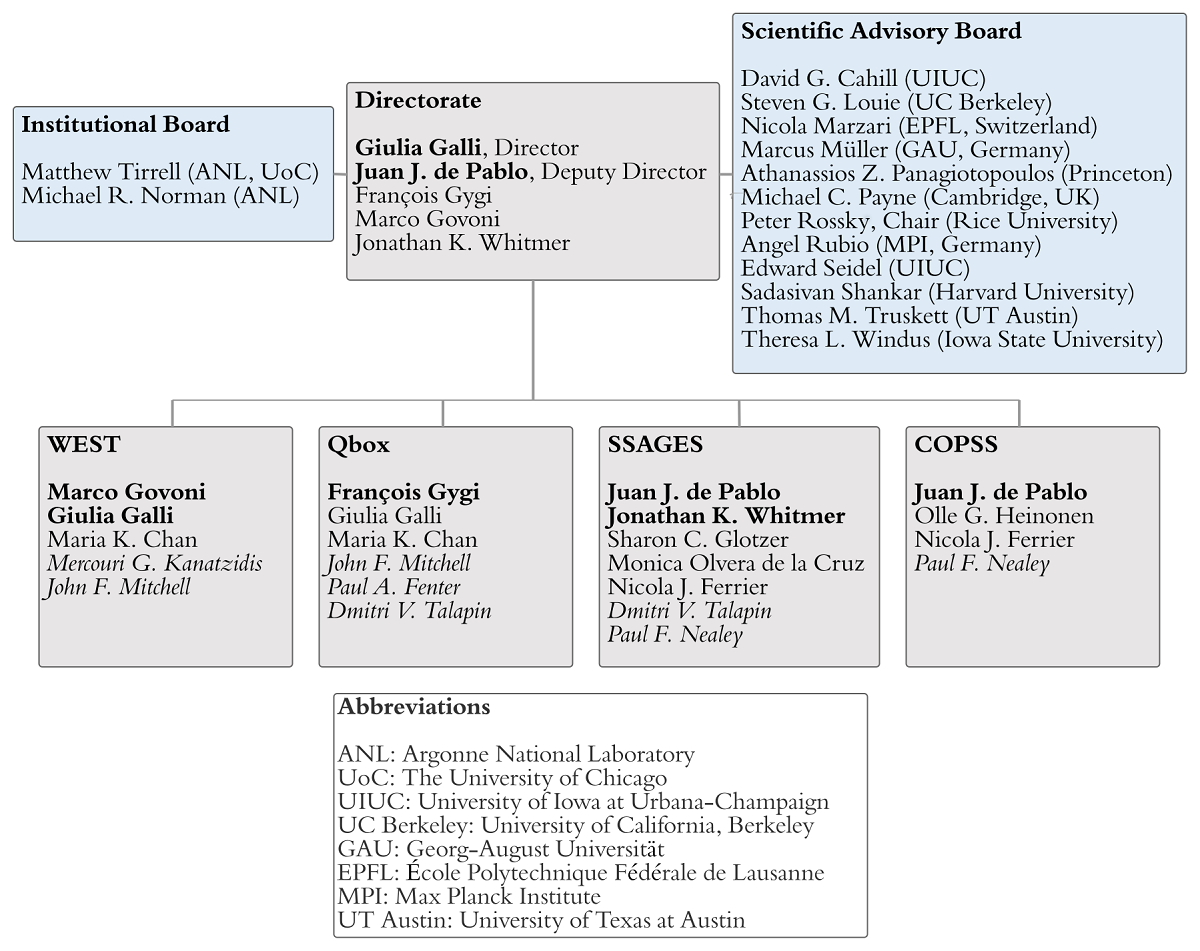 Institutional Board
Matthew Tirrell (ANL, UoC)
Michael R. Norman (ANL)
Directorate
Giulia Galli, Director
Juan J. de Pablo, Deputy Director
François Gygi
Marco Govoni
Jonathan K. Whitmer
Scientific Advisory Board
David G. Cahill (UIUC)
Steven G. Louie (UC Berkeley)
Nicola Marzari (EPFL, Switzerland)
Marcus Müller (GAU, Germany)
Athanassios Z. Panagiotopoulos (Princeton)
Michael C. Payne (Cambridge, UK)
Peter Rossky, Chair (Rice University)
Angel Rubio (MPI, Germany)
Edward Seidel (UIUC)
Sadasivan Shankar (Harvard University)
Thomas M. Truskett (UT Austin)
Theresa L. Windus (Iowa State University)
WEST
Marco Govoni
Giulia Galli
Maria K. Chan
Mercouri G. Kanatzidis
John F. Mitchell
Qbox
François Gygi
Giulia Galli
Maria K. Chan
John F. Mitchell
Paul A. Fenter
Dmitri V. Talapin
SSAGES
Juan J. de Pablo
Jonathan K. Whitmer
Sharon C. Glotzer
Monica Olvera de la Cruz
Nicola J. Ferrier
Dmitri V. Talapin
Paul F. Nealey
COPSS
Juan J. de Pablo
Olle G. Heinonen
Nicola J. Ferrier
Paul F. Nealey
Abbreviations
ANL: Argonne National Laboratory
UoC: The University of Chicago
UIUC: University of Iowa at Urbana-Champaign
UC Berkeley: University of California, Berkeley
GAU: Georg-August Universität
EPFL: École Polytechnique Fédérale de Lausanne
MPI: Max Planck Institute
UT Austin: University of Texas at Austin